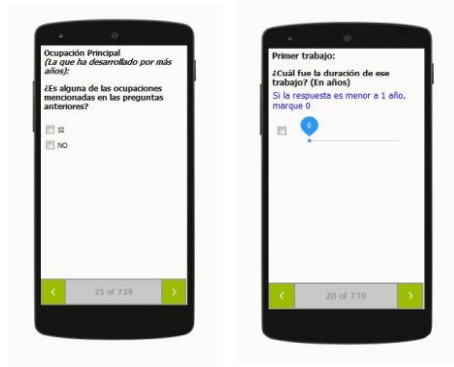 Ocupación Principal
(La que ha desarrollado por más
años):
¿Es alguna de las ocupaciones
mencionadas en las preguntas
anteriores?
SI
NO
25 of 739
Primer trabajo:
¿Cuál fue la duración de ese
trabajo? (En años)
Si la respuesta es menor a 1 año,
marque 0
0
20 of 739